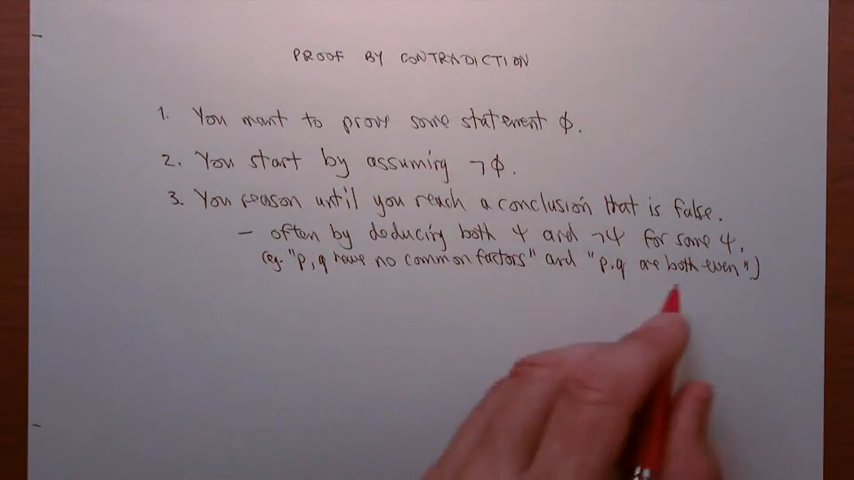 PROOF BY CONTRADICTION
1. You want to prove some statement ϕ.
2. You start by assuming ¬ϕ.
3. You reason until you reach a conclusion that is false.
– often by deducing both ψ and ¬ψ for some ψ.
(eg. "p, q have no common factors" and "p, q are both even".)